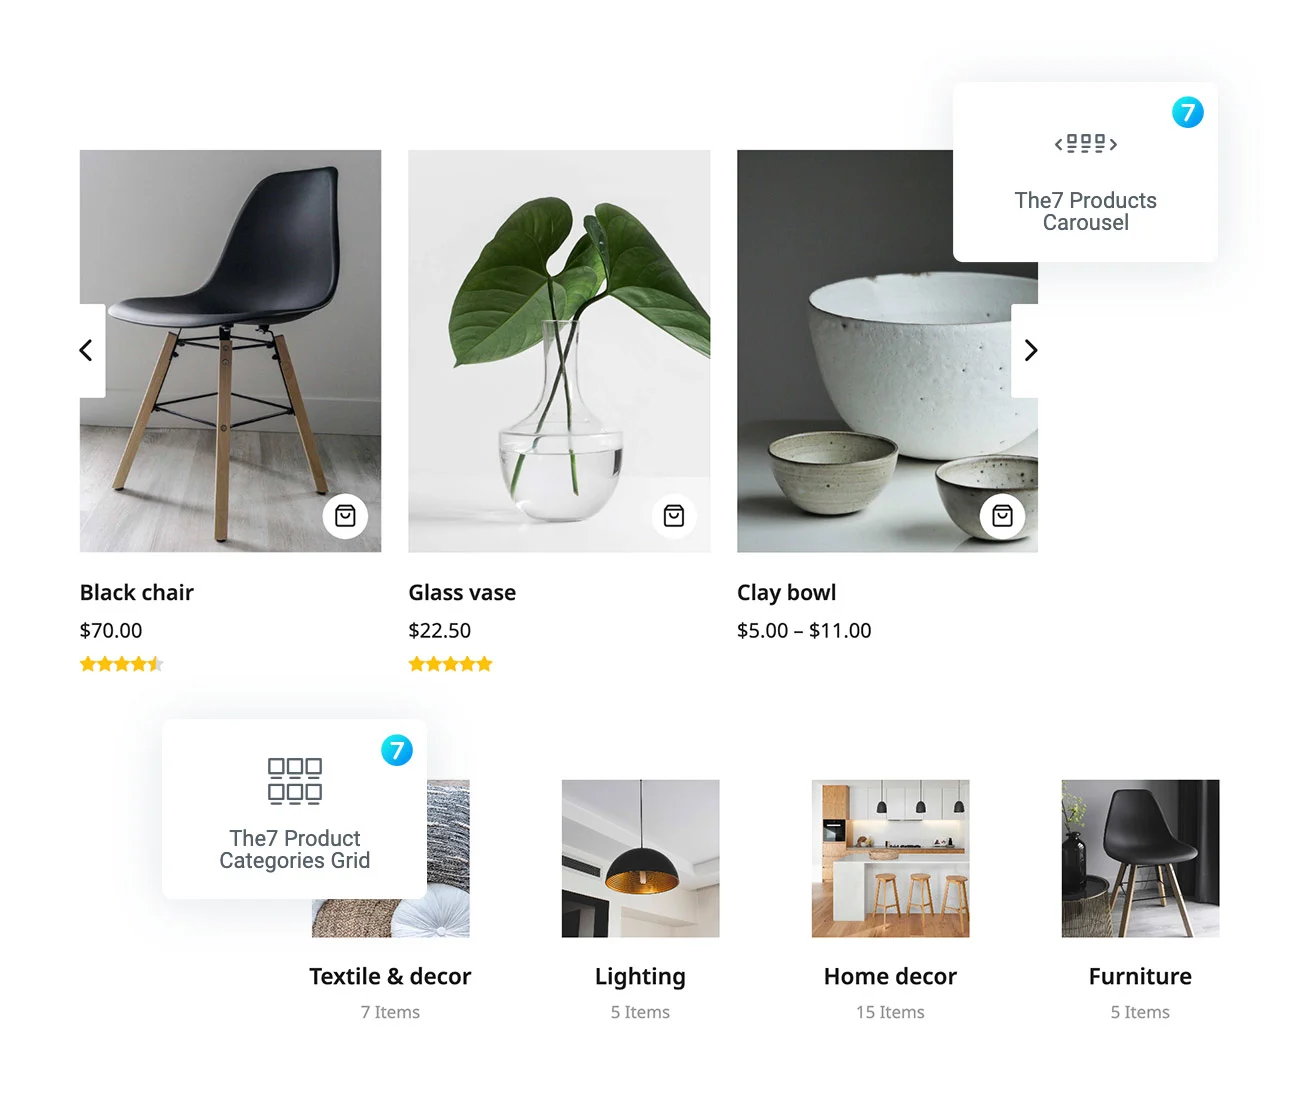 7
The7 Products
Carousel
Black chair
$70.00
Glass vase
$22.50
Clay bowl
$5.00 – $11.00
7
The7 Product
Categories Grid
Textile & decor
7 Items
Lighting
5 Items
Home decor
15 Items
Furniture
5 Items